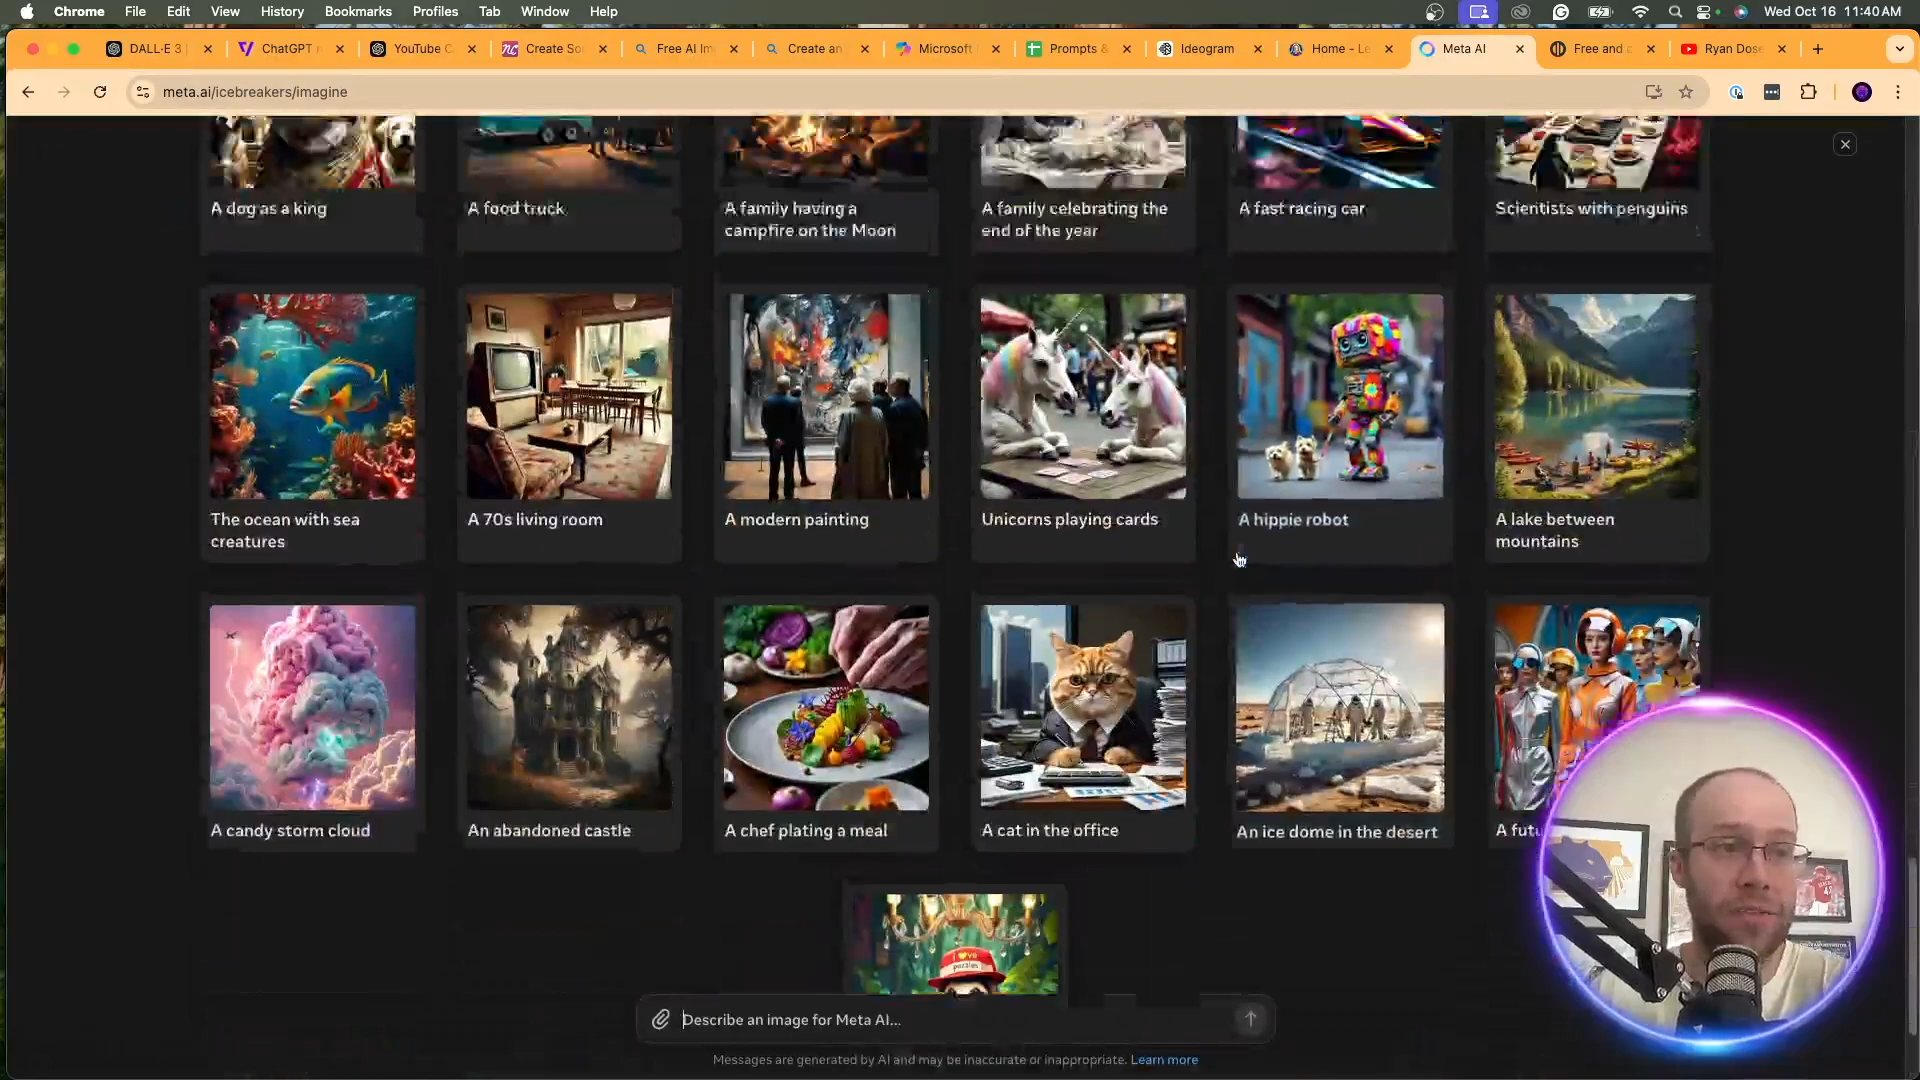 Chrome File Edit View History Bookmarks Profiles Tab Window Help Wed Oct 16 11:40 AM
DALL·E 3 ChatGPT YouTube C Create So Free AI Im Create an Microsoft Prompts & Ideogram Home - Le Meta AI Free and Ryan Dose
meta.ai/icebreakers/imagine
A dog as a king
A food truck
A family having a
campfire on the Moon
A family celebrating the
end of the year
A fast racing car
Scientists with penguins
The ocean with sea
creatures
A 70s living room
A modern painting
Unicorns playing cards
A hippie robot
A lake between
mountains
A candy storm cloud
An abandoned castle
A chef plating a meal
A cat in the office
An ice dome in the desert
A futu
I
puzzles
Describe an image for Meta AI...
Messages are generated by AI and may be inaccurate or inappropriate. Learn more